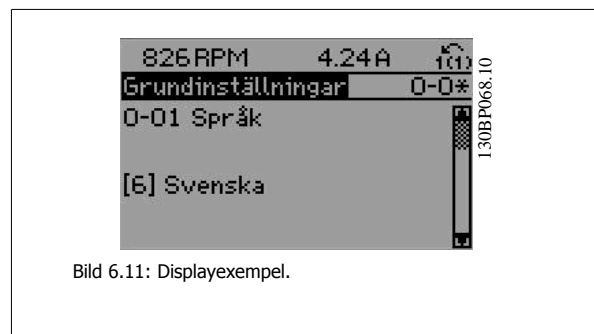 826RPM 4.24A 1(1)
Grundinställningar 0-0*
0-01 Språk
[6] Svenska
130BP068.10
Bild 6.11: Displayexempel.